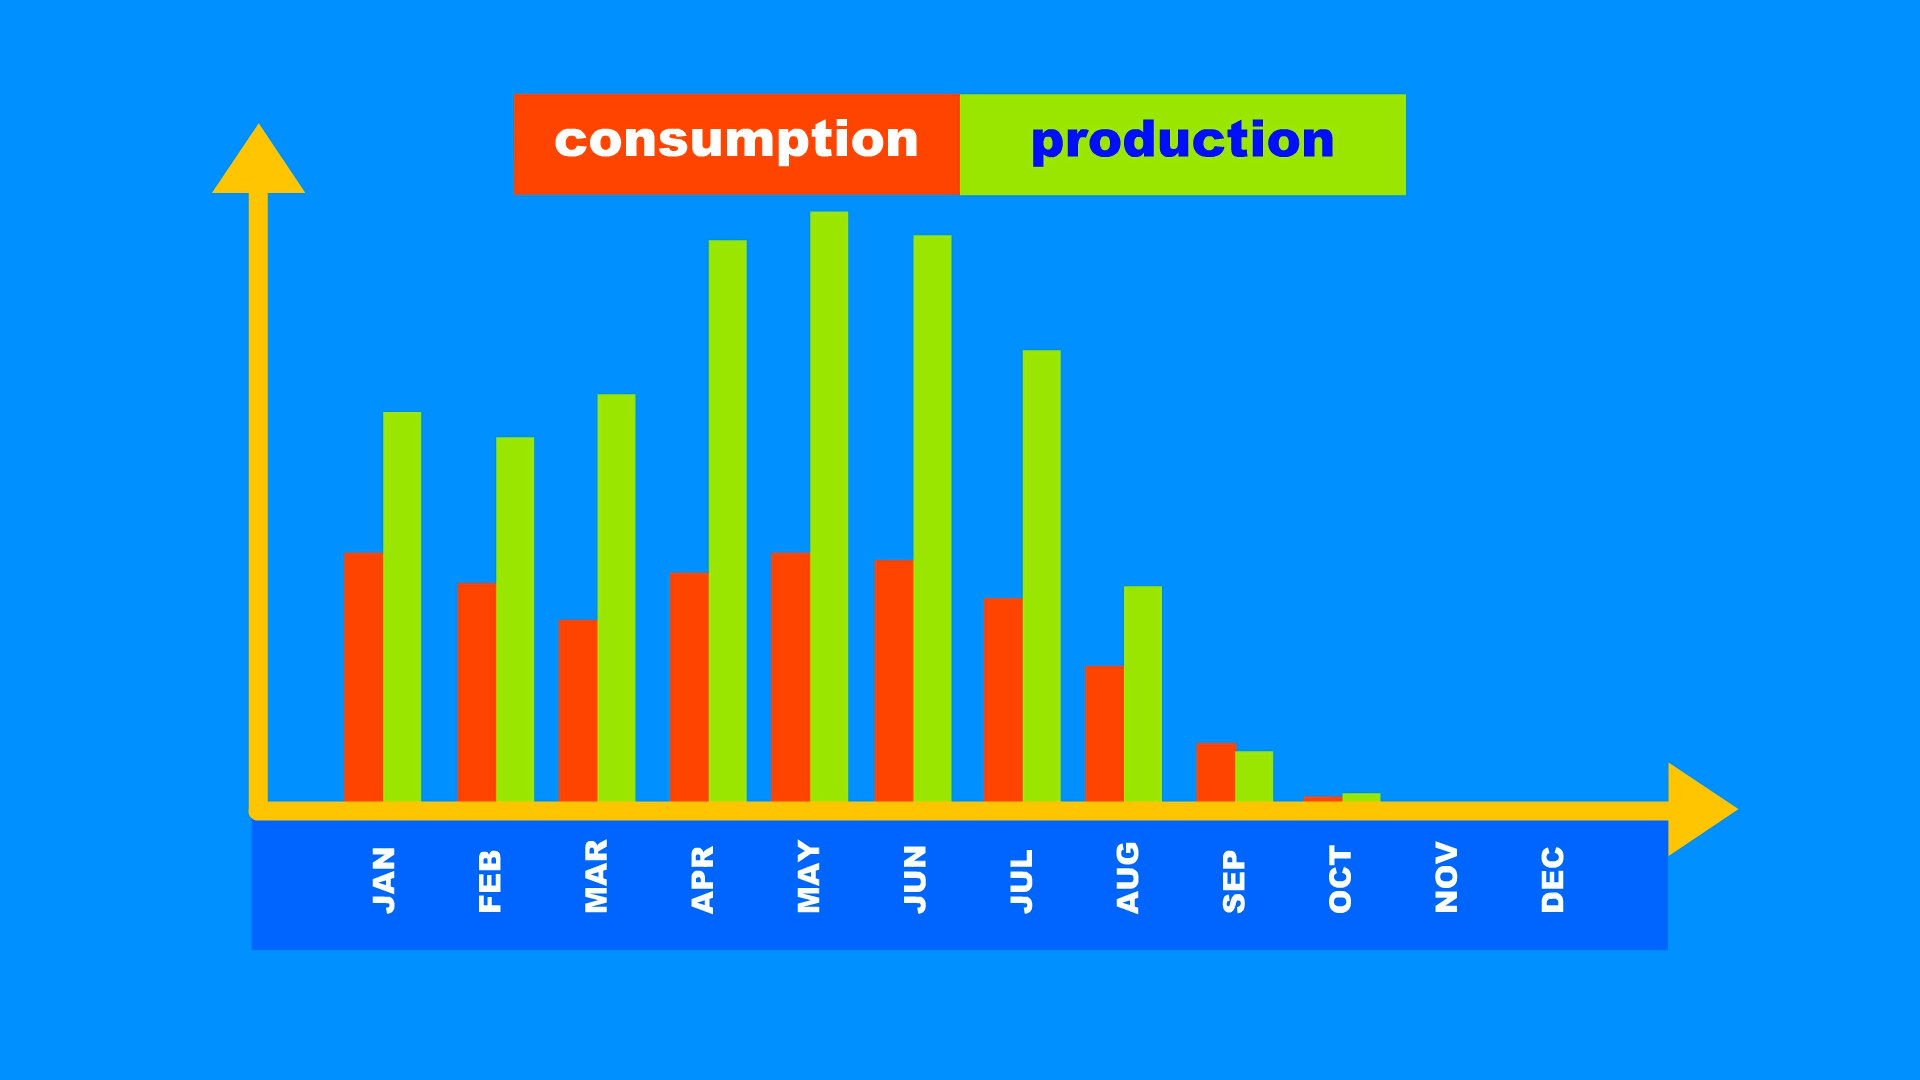 consumption
production
JAN
FEB
MAR
APR
MAY
JUN
JUL
AUG
SEP
OCT
NOV
DEC